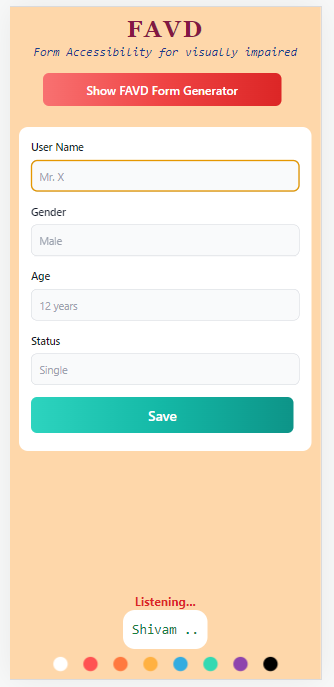 FAVD
Form Accessibility for visually impaired
Show FAVD Form Generator
User Name
Mr. X
Gender
Male
Age
12 years
Status
Single
Save
Listening...
Shivam ..